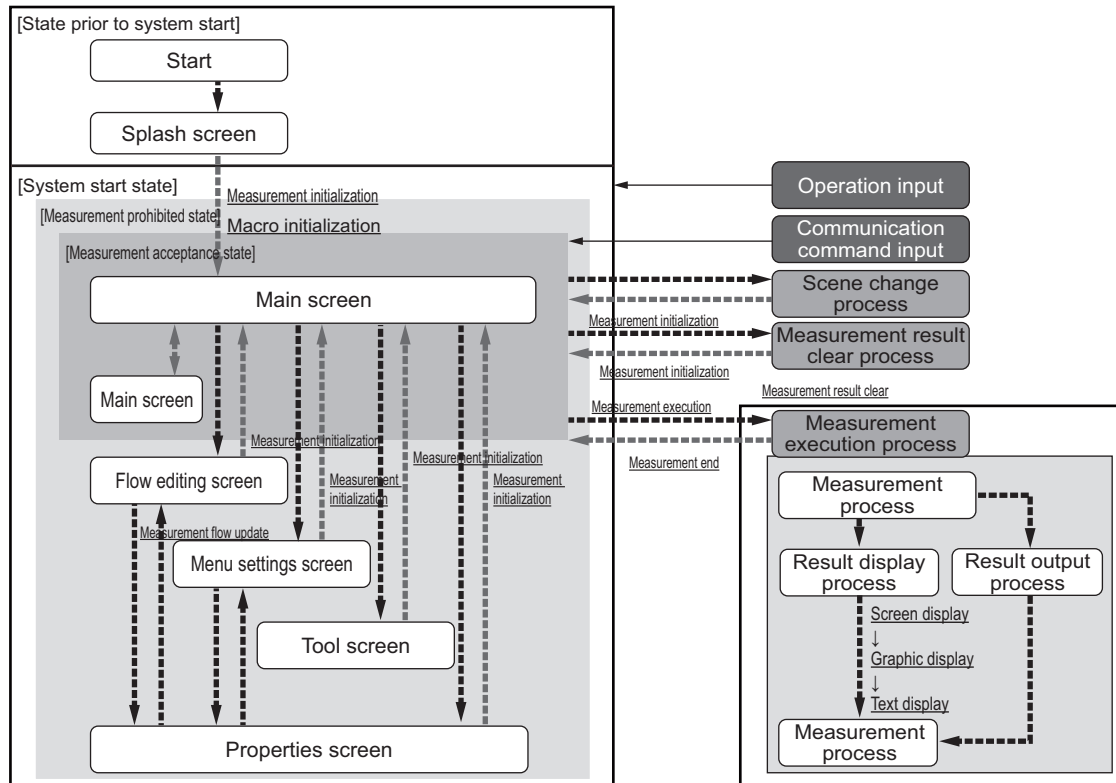 [State prior to system start]
Start
Splash screen
[System start state]
Measurement initialization
[Measurement prohibited state]
Macro initialization
[Measurement acceptance state]
Main screen
Main screen
Measurement initialization
Flow editing screen
Measurement flow update
Measurement
initialization
Menu settings screen
Measurement initialization
Tool screen
Measurement
initialization
Properties screen
Operation input
Communication
command input
Scene change
process
Measurement initialization
Measurement result
clear process
Measurement initialization
Measurement result clear
Measurement execution
Measurement
execution process
Measurement end
Measurement
process
Result display
process
Result output
process
Screen display
↓
Graphic display
↓
Text display
Measurement
process